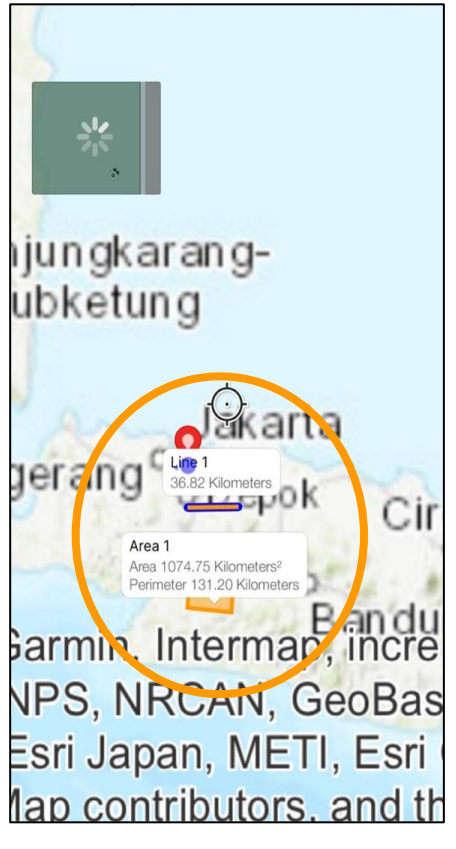 njungkarang-
ubketung
Jakarta
gerang
Line 1
36.82 Kilometers
Depok
Cir
Area 1
Area 1074.75 Kilometers²
Perimeter 131.20 Kilometers
Bandu
Garmin, Intermap, incre
NPS, NRCAN, GeoBas
Esri Japan, METI, Esri
Map contributors, and th